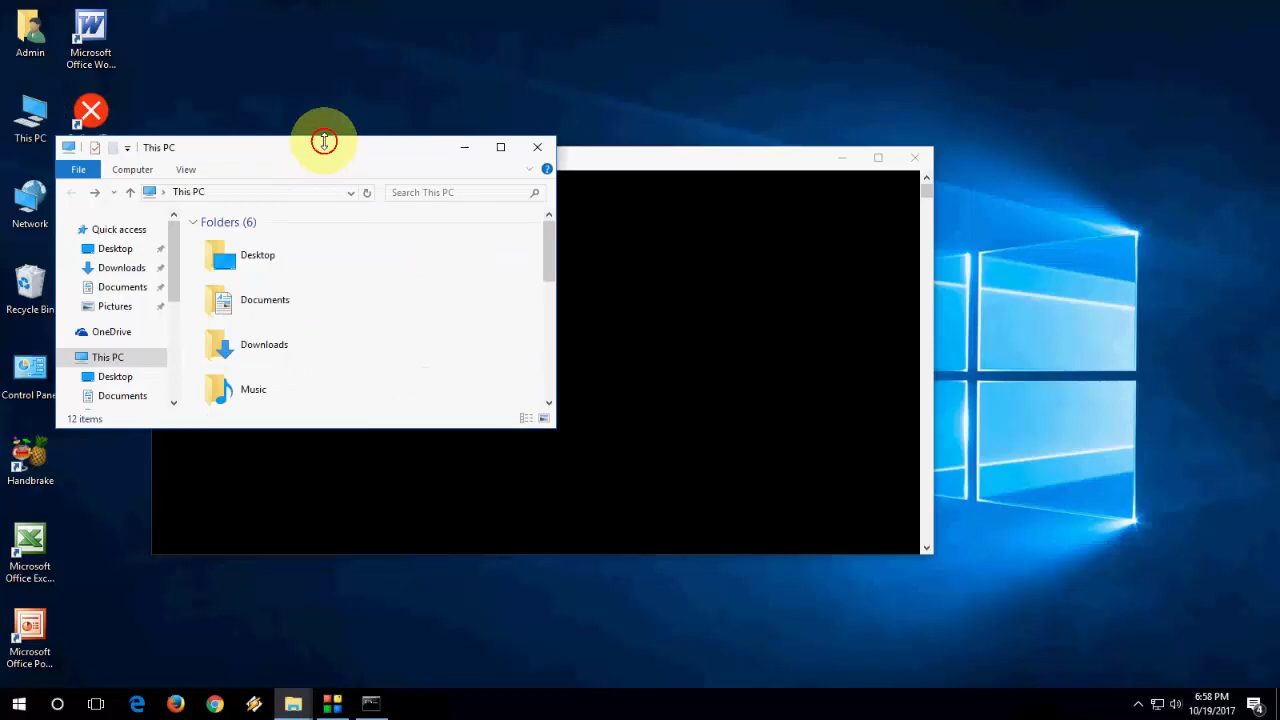 Admin
Microsoft
Office Wo...
This PC
Network
Recycle Bin
Control Pane
Handbrake
Microsoft
Office Exc...
Microsoft
Office Po...
This PC
File
Computer
View
This PC
Search This PC
Quick access
Desktop
Downloads
Documents
Pictures
OneDrive
This PC
Desktop
Documents
Folders (6)
Desktop
Documents
Downloads
Music
12 items
6:58 PM
10/19/2017
4